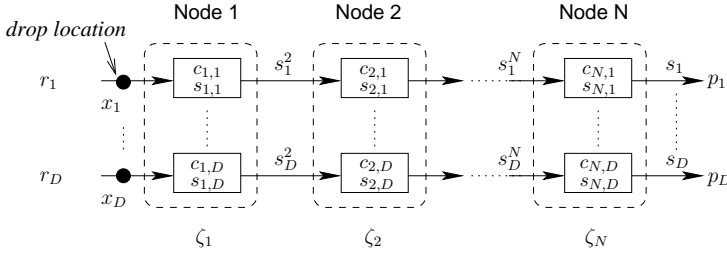 Node 1 Node 2 Node N
drop location
r_1 x_1 c_{1,1} s_{1,1} s_1^2 c_{2,1} s_{2,1} s_1^N c_{N,1} s_{N,1} s_1 p_1
r_D x_D c_{1,D} s_{1,D} s_D^2 c_{2,D} s_{2,D} s_D^N c_{N,D} s_{N,D} s_D p_D
ζ_1 ζ_2 ζ_N